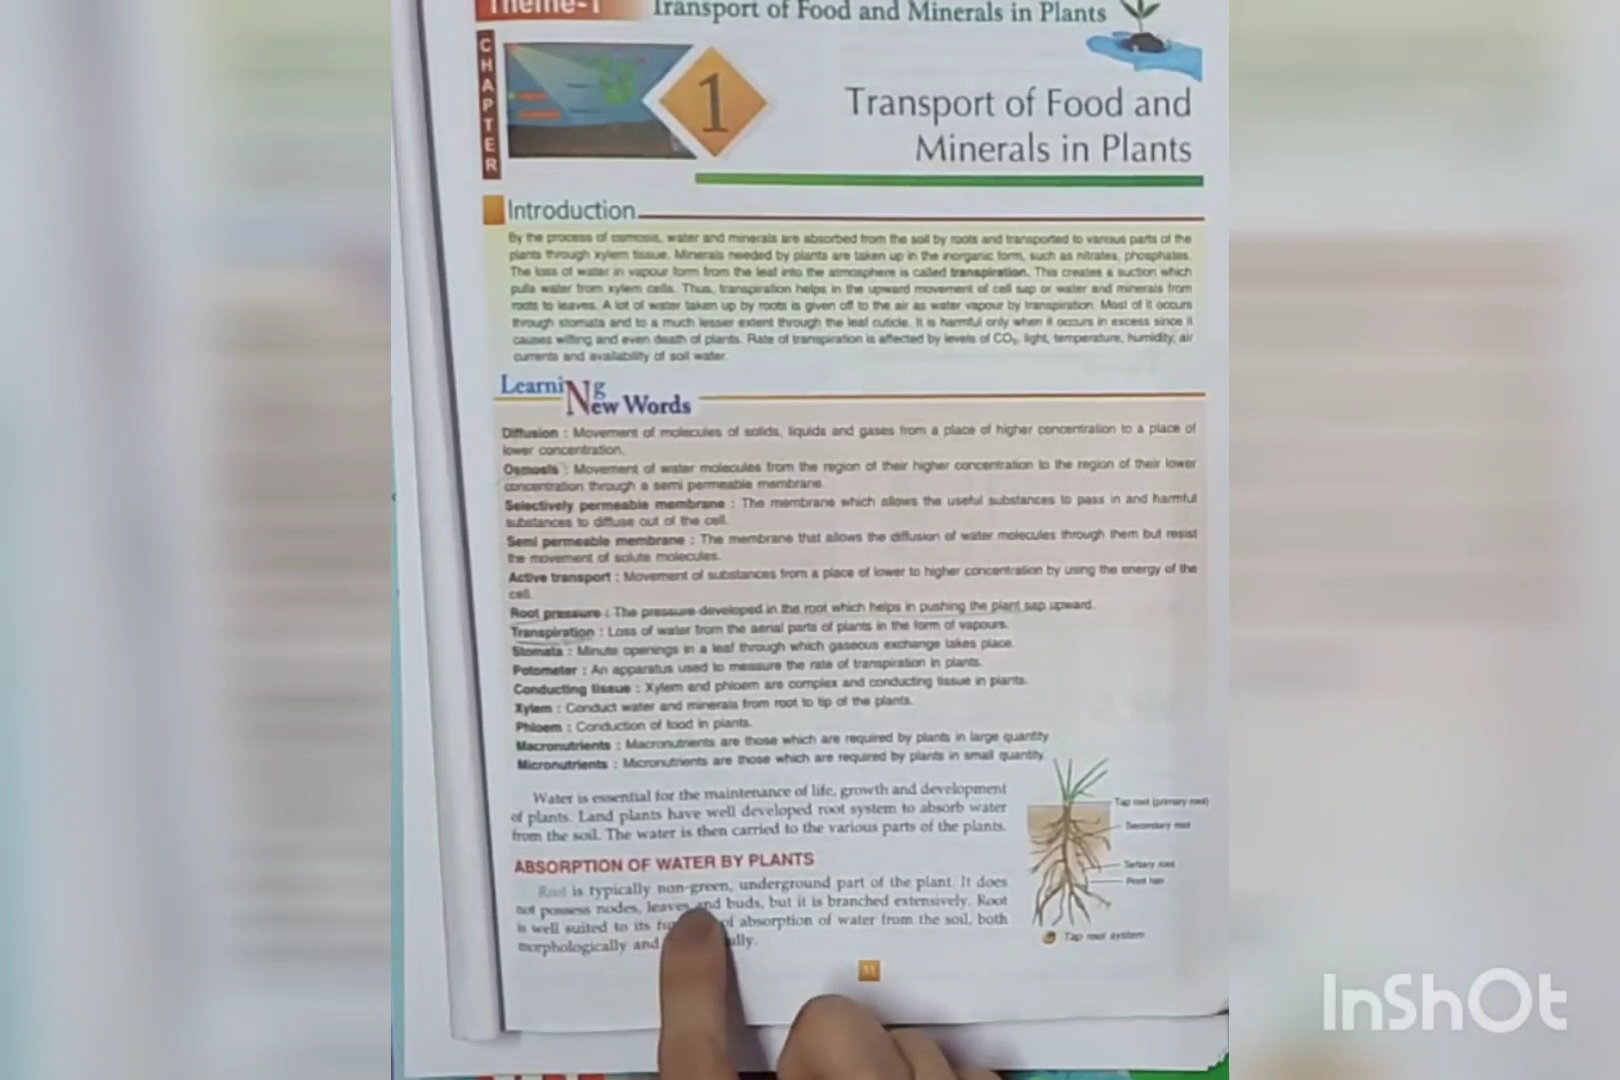 Theme-1 Transport of Food and Minerals in Plants
CHAPTER
1
Transport of Food and
Minerals in Plants
Introduction
By the process of osmosis, water and minerals are absorbed from the soil by roots and transported to various parts of the
plants through xylem tissue. Minerals needed by plants are taken up in the inorganic form, such as nitrates, phosphates.
The loss of water in vapour form from the leaf into the atmosphere is called transpiration. This creates a suction which
pulls water from xylem cells. Thus, transpiration helps in the upward movement of cell sap or water and minerals from
roots to leaves. A lot of water taken up by roots is given off to the air as water vapour by transpiration. Most of it occurs
through stomata and to a much lesser extent through the leaf cuticle. It is harmful only when it occurs in excess since it
causes wilting and even death of plants. Rate of transpiration is affected by levels of CO₂, light, temperature, humidity, air
currents and availability of soil water.
Learning
New Words
Diffusion : Movement of molecules of solids, liquids and gases from a place of higher concentration to a place of
lower concentration.
Osmosis : Movement of water molecules from the region of their higher concentration to the region of their lower
concentration through a semi permeable membrane.
Selectively permeable membrane : The membrane which allows the useful substances to pass in and harmful
substances to diffuse out of the cell.
Semi permeable membrane : The membrane that allows the diffusion of water molecules through them but resist
the movement of solute molecules.
Active transport : Movement of substances from a place of lower to higher concentration by using the energy of the
cell.
Root pressure : The pressure developed in the root which helps in pushing the plant sap upward.
Transpiration : Loss of water from the aerial parts of plants in the form of vapours.
Stomata : Minute openings in a leaf through which gaseous exchange takes place.
Potometer : An apparatus used to measure the rate of transpiration in plants.
Conducting tissue : Xylem and phloem are complex and conducting tissue in plants.
Xylem : Conduct water and minerals from root to tip of the plants.
Phloem : Conduction of food in plants.
Macronutrients : Macronutrients are those which are required by plants in large quantity
Micronutrients : Micronutrients are those which are required by plants in small quantity.
Water is essential for the maintenance of life, growth and development
of plants. Land plants have well developed root system to absorb water
from the soil. The water is then carried to the various parts of the plants.
ABSORPTION OF WATER BY PLANTS
Root is typically non-green, underground part of the plant. It does
not possess nodes, leaves and buds, but it is branched extensively. Root
is well suited to its of absorption of water from the soil, both
morphologically and
Tap root (primary root)
Secondary root
Tertiary root
Root hair
Tap root system
11
InShOt